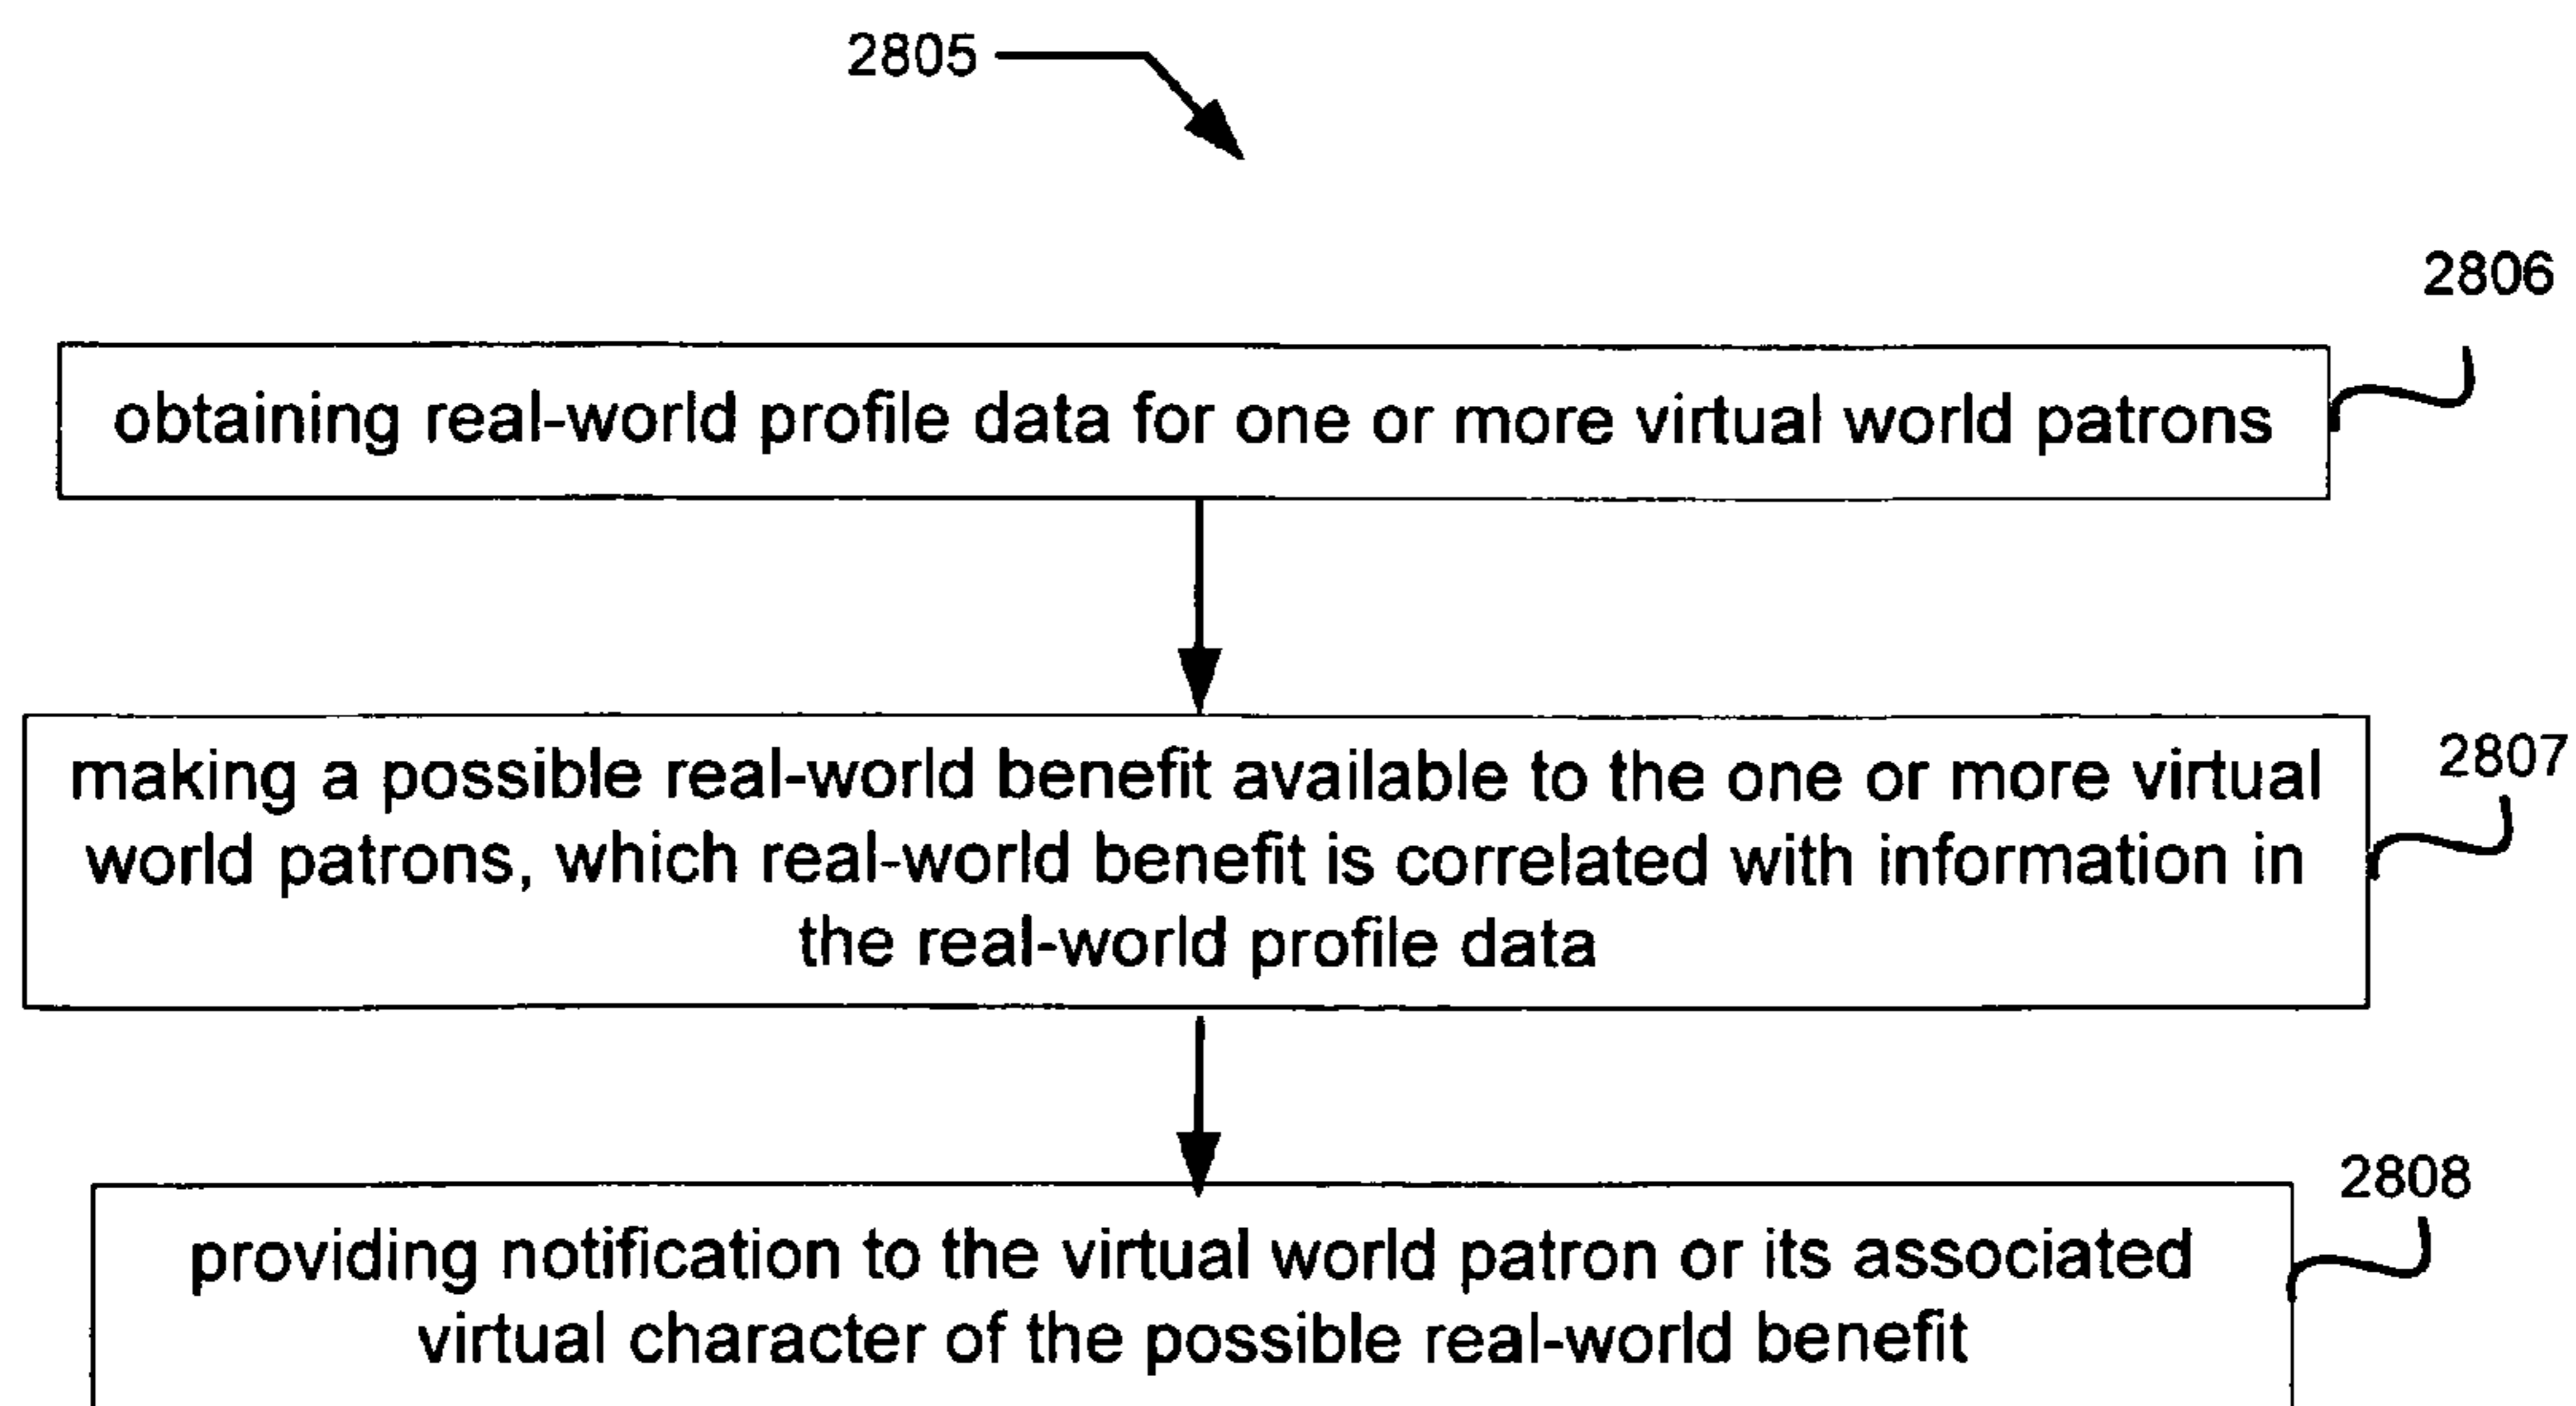 2805
2806
obtaining real-world profile data for one or more virtual world patrons
2807
making a possible real-world benefit available to the one or more virtual
world patrons, which real-world benefit is correlated with information in
the real-world profile data
2808
providing notification to the virtual world patron or its associated
virtual character of the possible real-world benefit